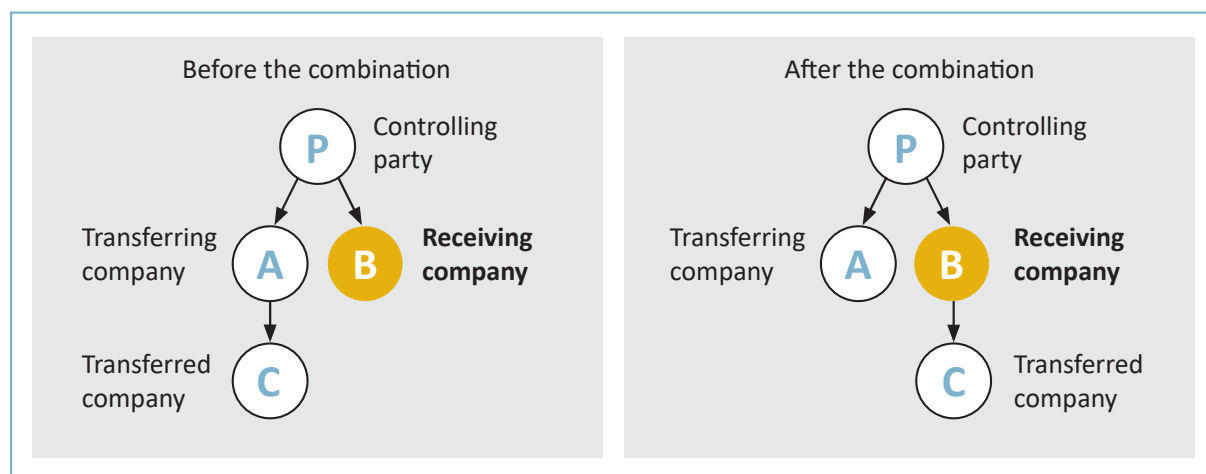 Before the combination
P
Controlling
party
Transferring
company
A
B
Receiving
company
Transferred
company
C
After the combination
P
Controlling
party
Transferring
company
A
B
Receiving
company
C
Transferred
company